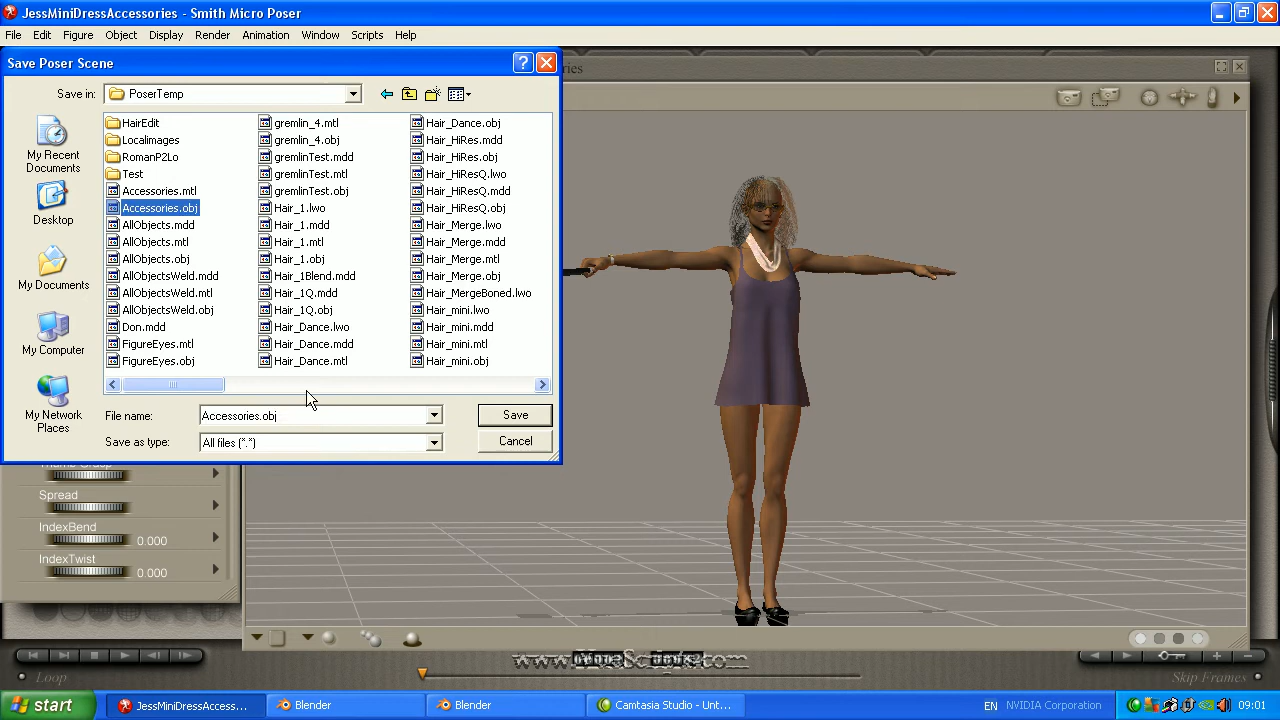 JessMiniDressAccessories - Smith Micro Poser
File Edit Figure Object Display Render Animation Window Scripts Help
Save Poser Scene
ies
Save in: PoserTemp
My Recent Documents
Desktop
My Documents
My Computer
My Network Places
HairEdit
Localimages
RomanP2Lo
Test
Accessories.mtl
Accessories.obj
AllObjects.mdd
AllObjects.mtl
AllObjects.obj
AllObjectsWeld.mdd
AllObjectsWeld.mtl
AllObjectsWeld.obj
Don.mdd
FigureEyes.mtl
FigureEyes.obj
gremlin_4.mtl
gremlin_4.obj
gremlinTest.mdd
gremlinTest.mtl
gremlinTest.obj
Hair_1.lwo
Hair_1.mdd
Hair_1.mtl
Hair_1.obj
Hair_1Blend.mdd
Hair_1Q.mdd
Hair_1Q.obj
Hair_Dance.lwo
Hair_Dance.mdd
Hair_Dance.mtl
Hair_Dance.obj
Hair_HiRes.mdd
Hair_HiRes.obj
Hair_HiResQ.lwo
Hair_HiResQ.mdd
Hair_HiResQ.obj
Hair_Merge.lwo
Hair_Merge.mdd
Hair_Merge.mtl
Hair_Merge.obj
Hair_MergeBoned.lwo
Hair_mini.lwo
Hair_mini.mdd
Hair_mini.mtl
Hair_mini.obj
File name: Accessories.obj Save
Save as type: All files (*.*) Cancel
Spread
IndexBend
0.000
IndexTwist
0.000
Loop
Skip Frames
start JessMiniDressAccess... Blender Blender Camtasia Studio - Unt... EN NVIDIA Corporation 09:01